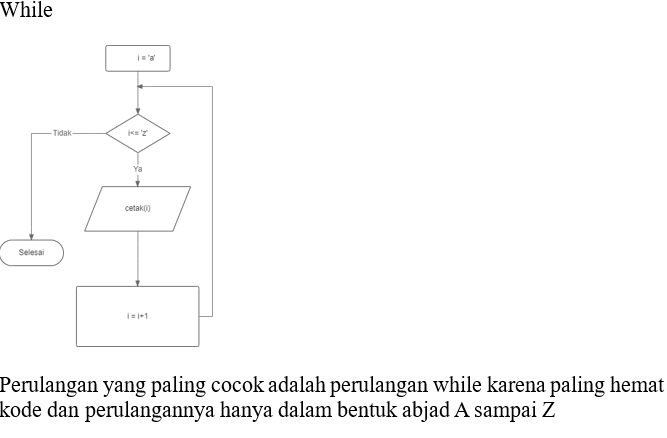 While
i = 'a'
i<= 'z'
Tidak
Ya
cetak(i)
Selesai
i = i+1
Perulangan yang paling cocok adalah perulangan while karena paling hemat
kode dan perulangannya hanya dalam bentuk abjad A sampai Z